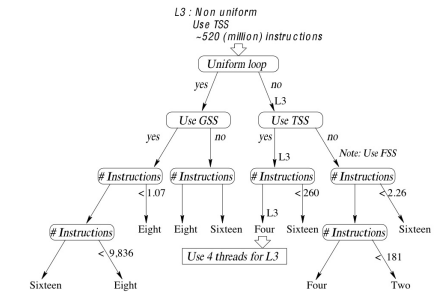 L3 : Non uniform
Use TSS
~520 (million) instructions
Uniform loop
yes no
L3
Use GSS Use TSS
yes no yes no
L3 Note: Use FSS
# Instructions # Instructions # Instructions # Instructions
< 1.07 < 260 < 2.26
L3
# Instructions Eight Eight Sixteen Four Sixteen # Instructions Sixteen
< 9,836 Use 4 threads for L3 < 181
Sixteen Eight Four Two